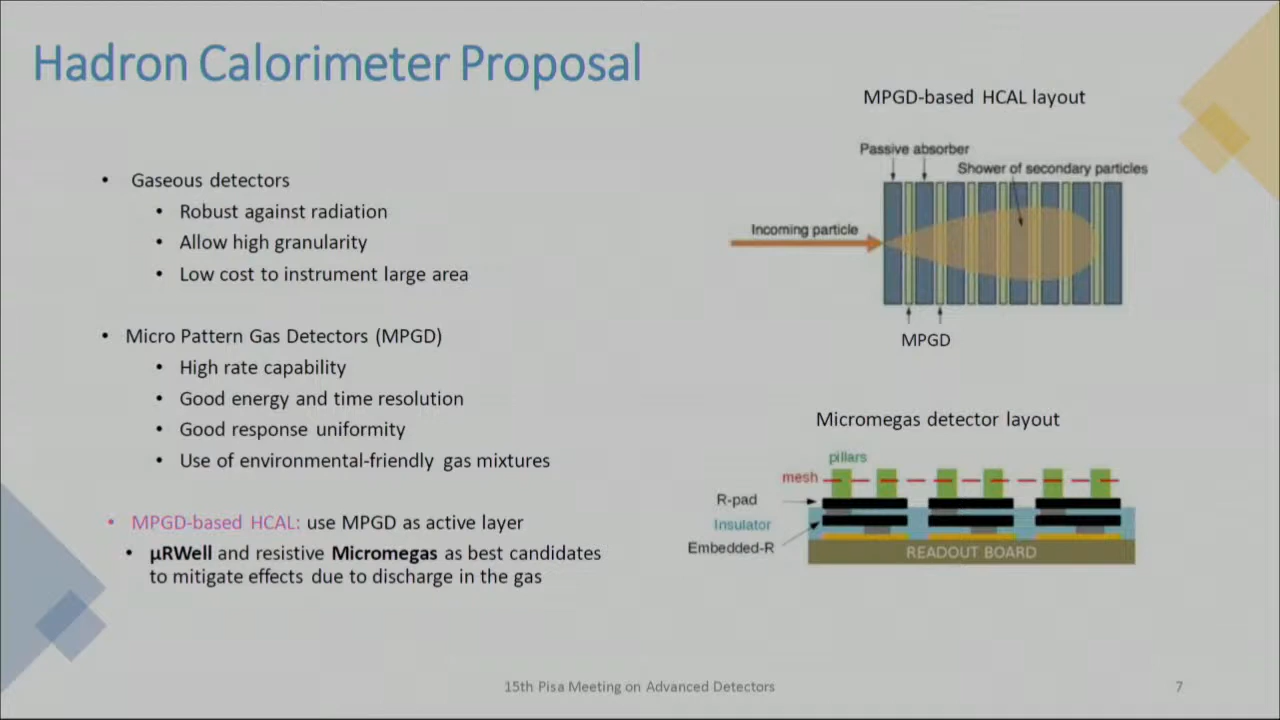 Hadron Calorimeter Proposal
• Gaseous detectors
• Robust against radiation
• Allow high granularity
• Low cost to instrument large area
• Micro Pattern Gas Detectors (MPGD)
• High rate capability
• Good energy and time resolution
• Good response uniformity
• Use of environmental-friendly gas mixtures
• MPGD-based HCAL: use MPGD as active layer
• µRWell and resistive Micromegas as best candidates
to mitigate effects due to discharge in the gas
MPGD-based HCAL layout
Passive absorber
Shower of secondary particles
Incoming particle
MPGD
Micromegas detector layout
pillars
mesh
R-pad
Insulator
Embedded-R
READOUT BOARD
15th Pisa Meeting on Advanced Detectors
7